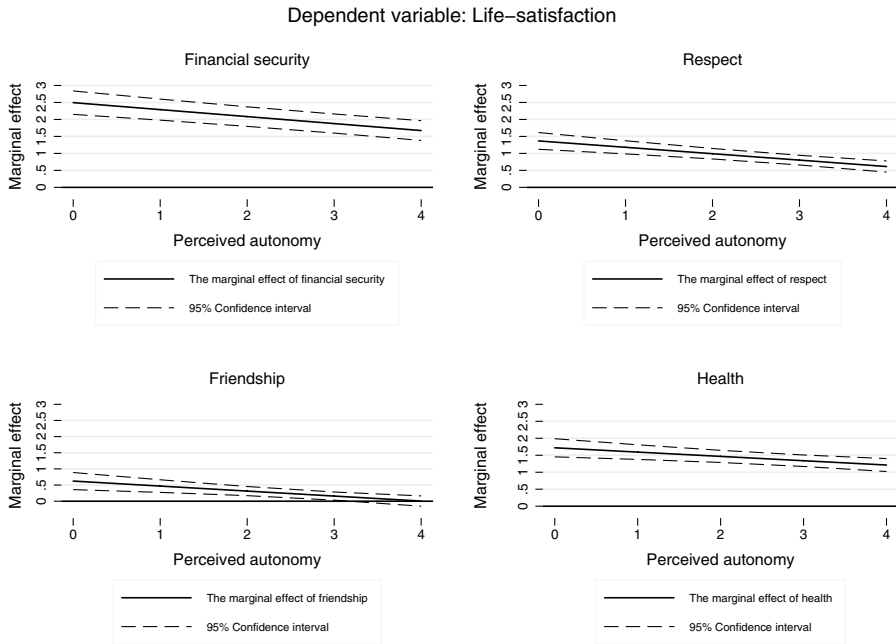 Dependent variable: Life−satisfaction
Financial security
Marginal effect
0 .5 1 1.5 2 2.5 3
0 1 2 3 4
Perceived autonomy
The marginal effect of financial security
95% Confidence interval
Respect
Marginal effect
0 .5 1 1.5 2 2.5 3
0 1 2 3 4
Perceived autonomy
The marginal effect of respect
95% Confidence interval
Friendship
Marginal effect
0 .5 1 1.5 2 2.5 3
0 1 2 3 4
Perceived autonomy
The marginal effect of friendship
95% Confidence interval
Health
Marginal effect
0 .5 1 1.5 2 2.5 3
0 1 2 3 4
Perceived autonomy
The marginal effect of health
95% Confidence interval